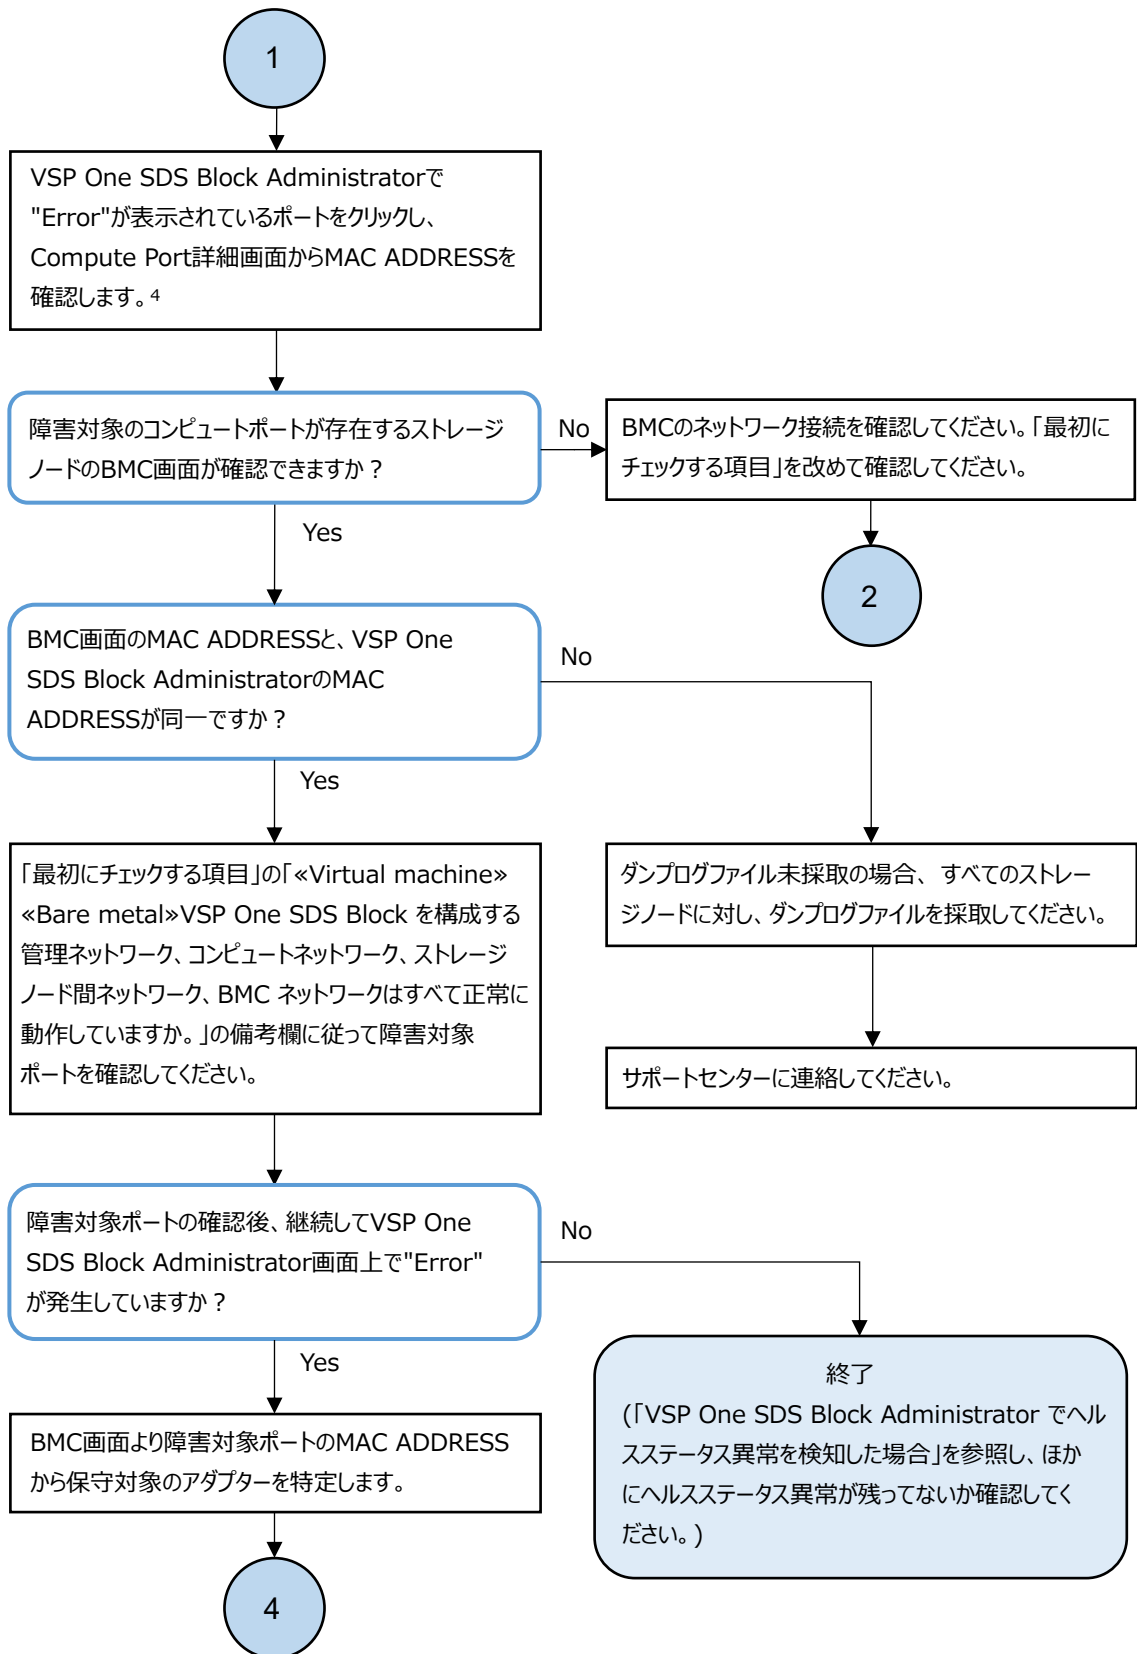 1
VSP One SDS Block Administratorで
"Error"が表示されているポートをクリックし、
Compute Port詳細画面からMAC ADDRESSを
確認します。4
障害対象のコンピュートポートが存在するストレージ
ノードのBMC画面が確認できますか？
No
BMCのネットワーク接続を確認してください。「最初に
チェックする項目」を改めて確認してください。
Yes
2
BMC画面のMAC ADDRESSと、VSP One
SDS Block AdministratorのMAC
ADDRESSが同一ですか？
No
Yes
「最初にチェックする項目」の「«Virtual machine»
«Bare metal»VSP One SDS Block を構成する
管理ネットワーク、コンピュートネットワーク、ストレージ
ノード間ネットワーク、BMC ネットワークはすべて正常に
動作していますか。」の備考欄に従って障害対象
ポートを確認してください。
ダンプログファイル未採取の場合、すべてのストレー
ジノードに対し、ダンプログファイルを採取してください。
サポートセンターに連絡してください。
障害対象ポートの確認後、継続してVSP One
SDS Block Administrator画面上で"Error"
が発生していますか？
No
Yes
終了
(「VSP One SDS Block Administrator でヘル
スステータス異常を検知した場合」を参照し、ほか
にヘルスステータス異常が残ってないか確認してく
ださい。)
BMC画面より障害対象ポートのMAC ADDRESS
から保守対象のアダプターを特定します。
4